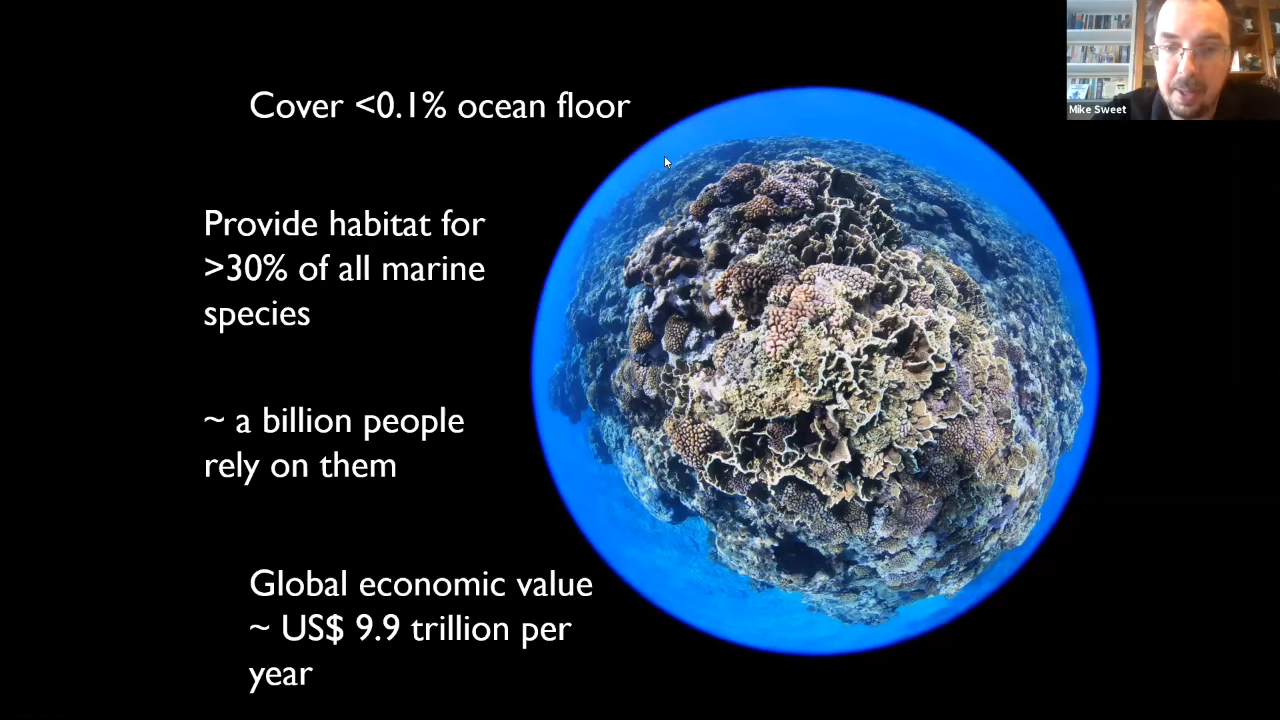 Cover <0.1% ocean floor
Mike Sweet
Provide habitat for
>30% of all marine
species
~ a billion people
rely on them
Global economic value
~ US$ 9.9 trillion per
year